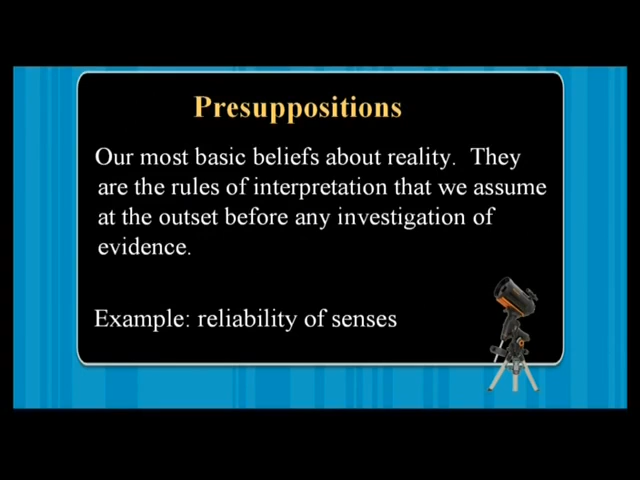 Presuppositions
Our most basic beliefs about reality.  They
are the rules of interpretation that we assume
at the outset before any investigation of
evidence.
Example: reliability of senses